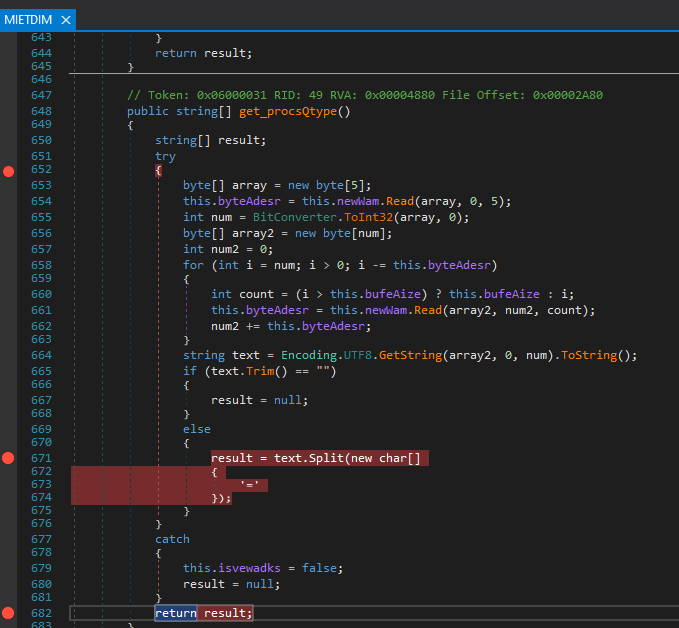 MIETDIM ×
643 }
644 return result;
645 }
646
647 // Token: 0x06000031 RID: 49 RVA: 0x00004880 File Offset: 0x00002A80
648 public string[] get_procsQtype()
649 {
650 string[] result;
651 try
652 {
653 byte[] array = new byte[5];
654 this.byteAdesr = this.newWam.Read(array, 0, 5);
655 int num = BitConverter.ToInt32(array, 0);
656 byte[] array2 = new byte[num];
657 int num2 = 0;
658 for (int i = num; i > 0; i -= this.byteAdesr)
659 {
660 int count = (i > this.bufeAize) ? this.bufeAize : i;
661 this.byteAdesr = this.newWam.Read(array2, num2, count);
662 num2 += this.byteAdesr;
663 }
664 string text = Encoding.UTF8.GetString(array2, 0, num).ToString();
665 if (text.Trim() == "")
666 {
667 result = null;
668 }
669 else
670 {
671 result = text.Split(new char[]
672 {
673 '='
674 });
675 }
676 }
677 catch
678 {
679 this.isvewadks = false;
680 result = null;
681 }
682 return result;
683 }